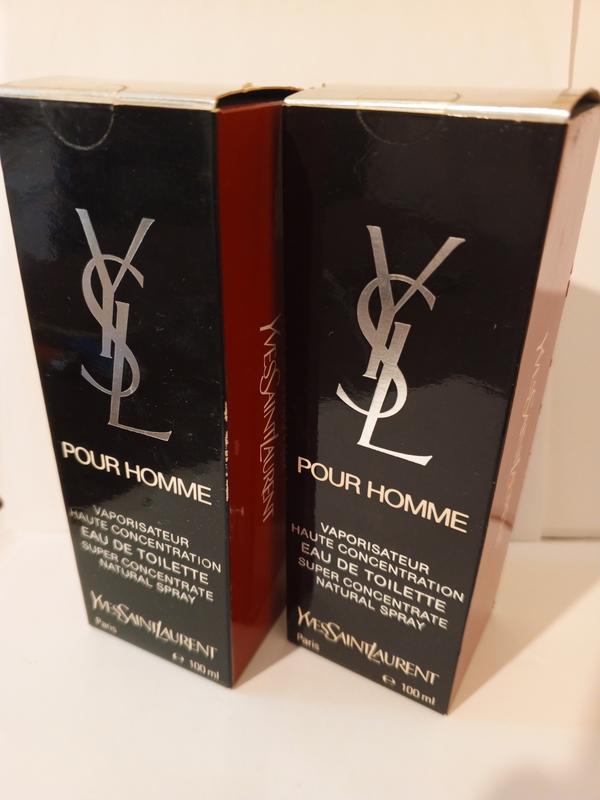 YSL
POUR HOMME
VAPORISATEUR
HAUTE CONCENTRATION
EAU DE TOILETTE
SUPER CONCENTRATE
NATURAL SPRAY
YVESSAINTLAURENT
Paris
℮ 100 ml
YVESSAINTLAURENT
YSL
POUR HOMME
VAPORISATEUR
HAUTE CONCENTRATION
EAU DE TOILETTE
SUPER CONCENTRATE
NATURAL SPRAY
YVESSAINTLAURENT
Paris
℮ 100 ml
YVESSAINTLAURENT